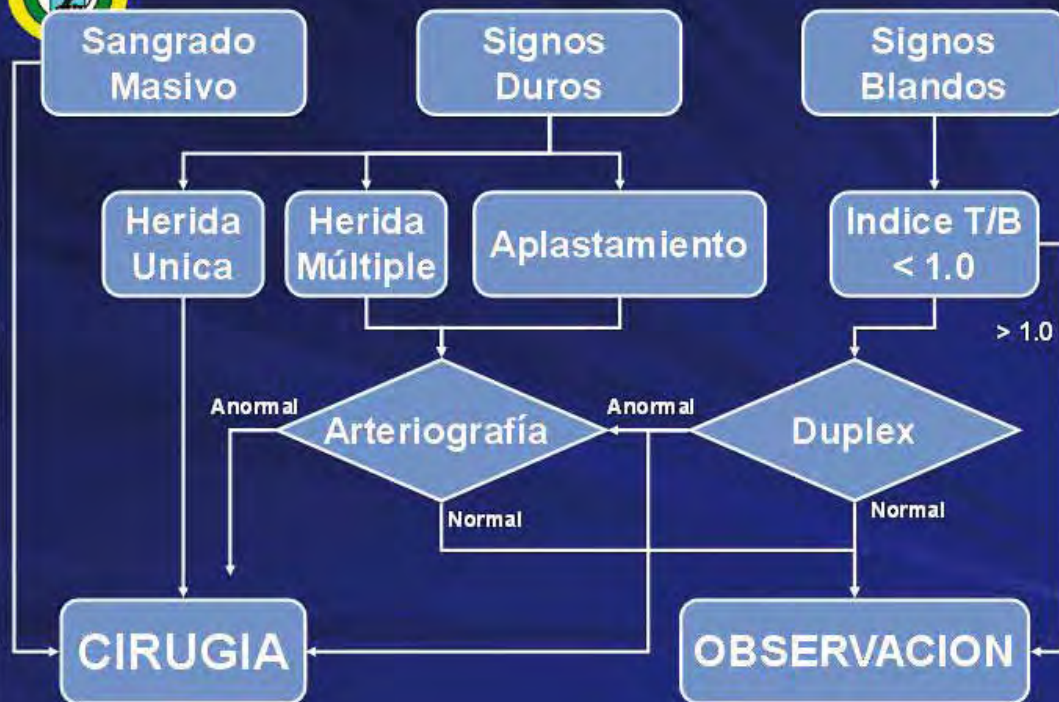 Sangrado
Masivo
Signos
Duros
Signos
Blandos
Herida
Unica
Herida
Múltiple
Aplastamiento
Indice T/B
< 1.0
> 1.0
Anormal
Arteriografía
Anormal
Duplex
Normal
Normal
CIRUGIA
OBSERVACION